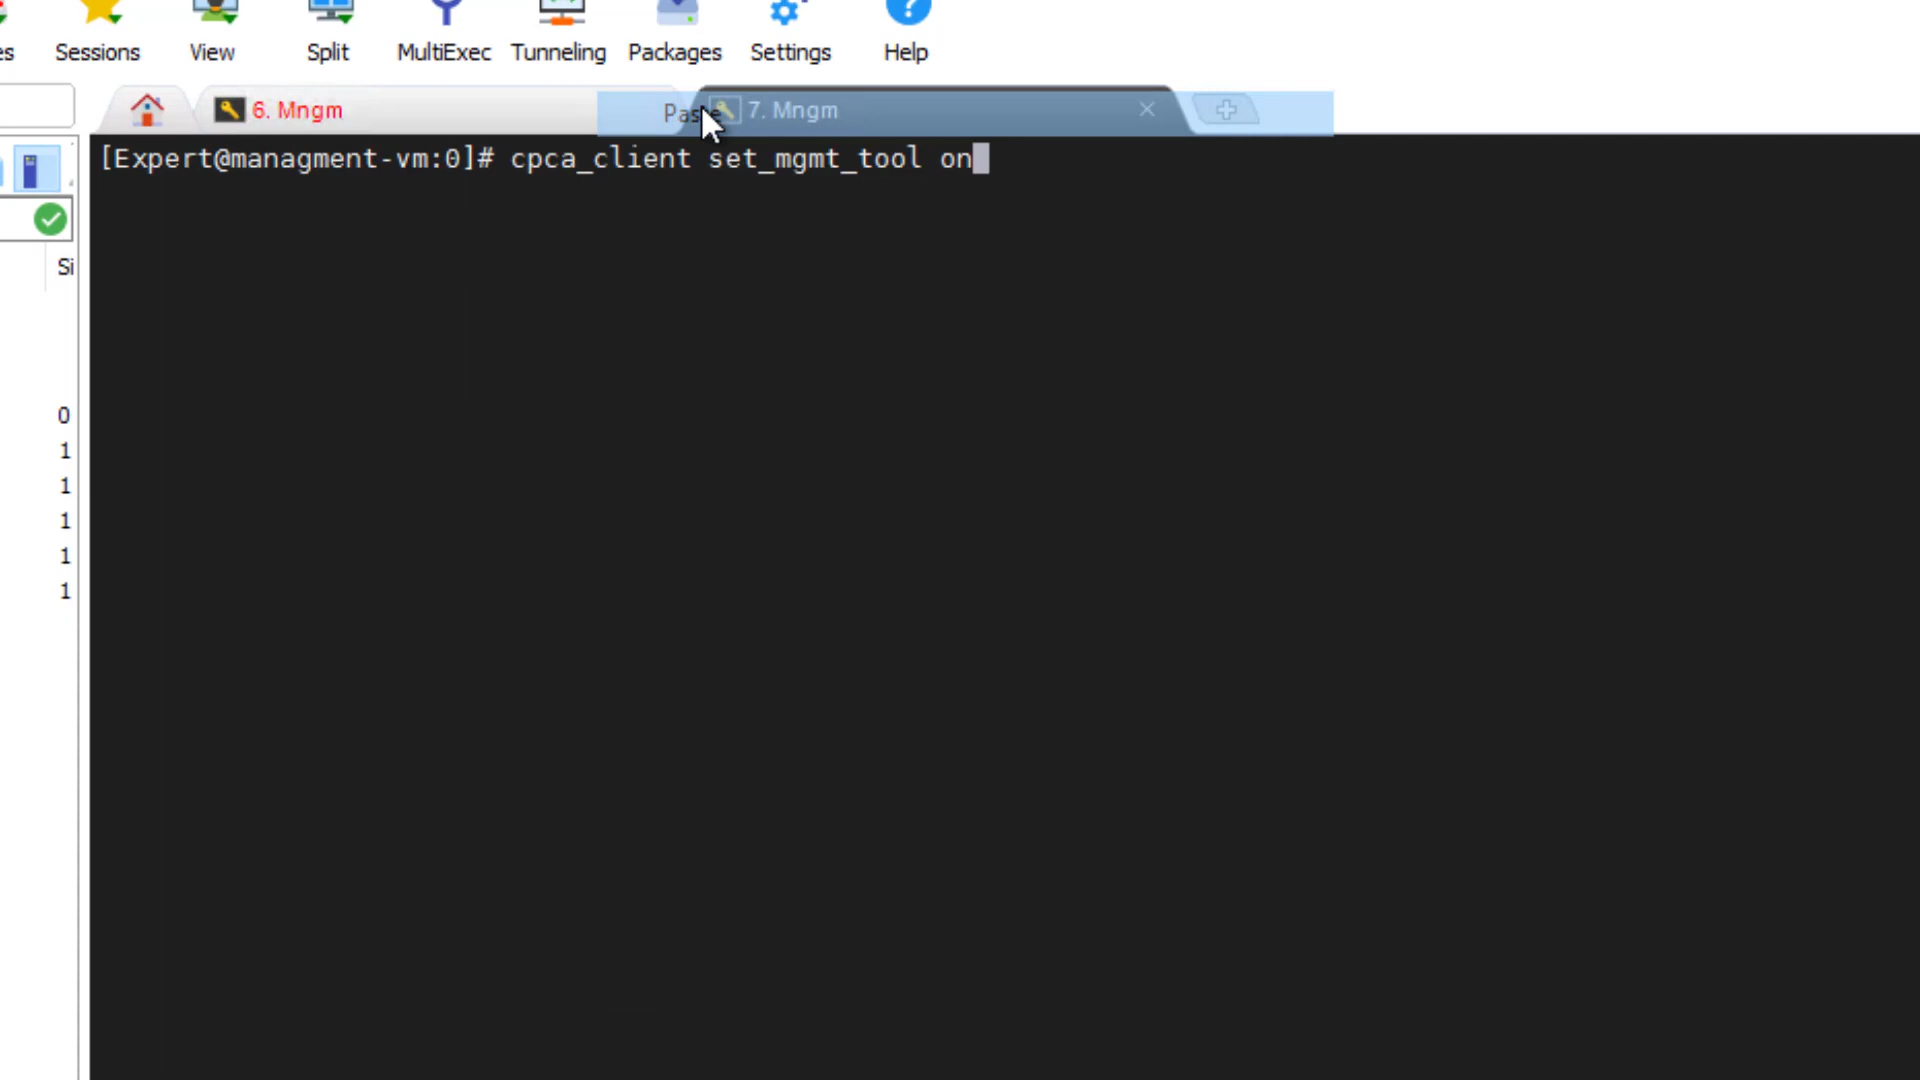 es Sessions View Split MultiExec Tunneling Packages Settings Help
6. Mngm
Paste
7. Mngm
[Expert@managment-vm:0]# cpca_client set_mgmt_tool on
Si
0
1
1
1
1
1